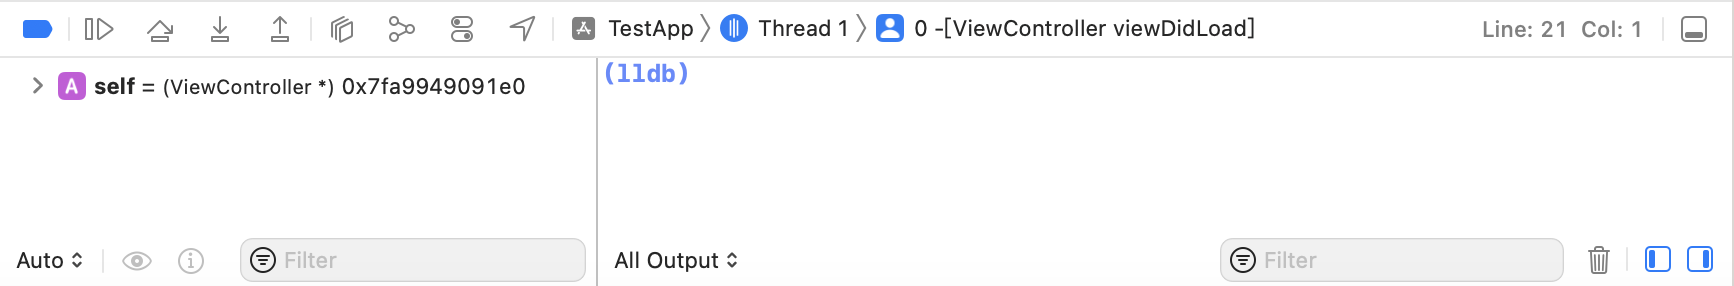 TestApp Thread 1 0 -[ViewController viewDidLoad] Line: 21 Col: 1
A self = (ViewController *) 0x7fa9949091e0
(lldb)
Auto Filter
All Output Filter